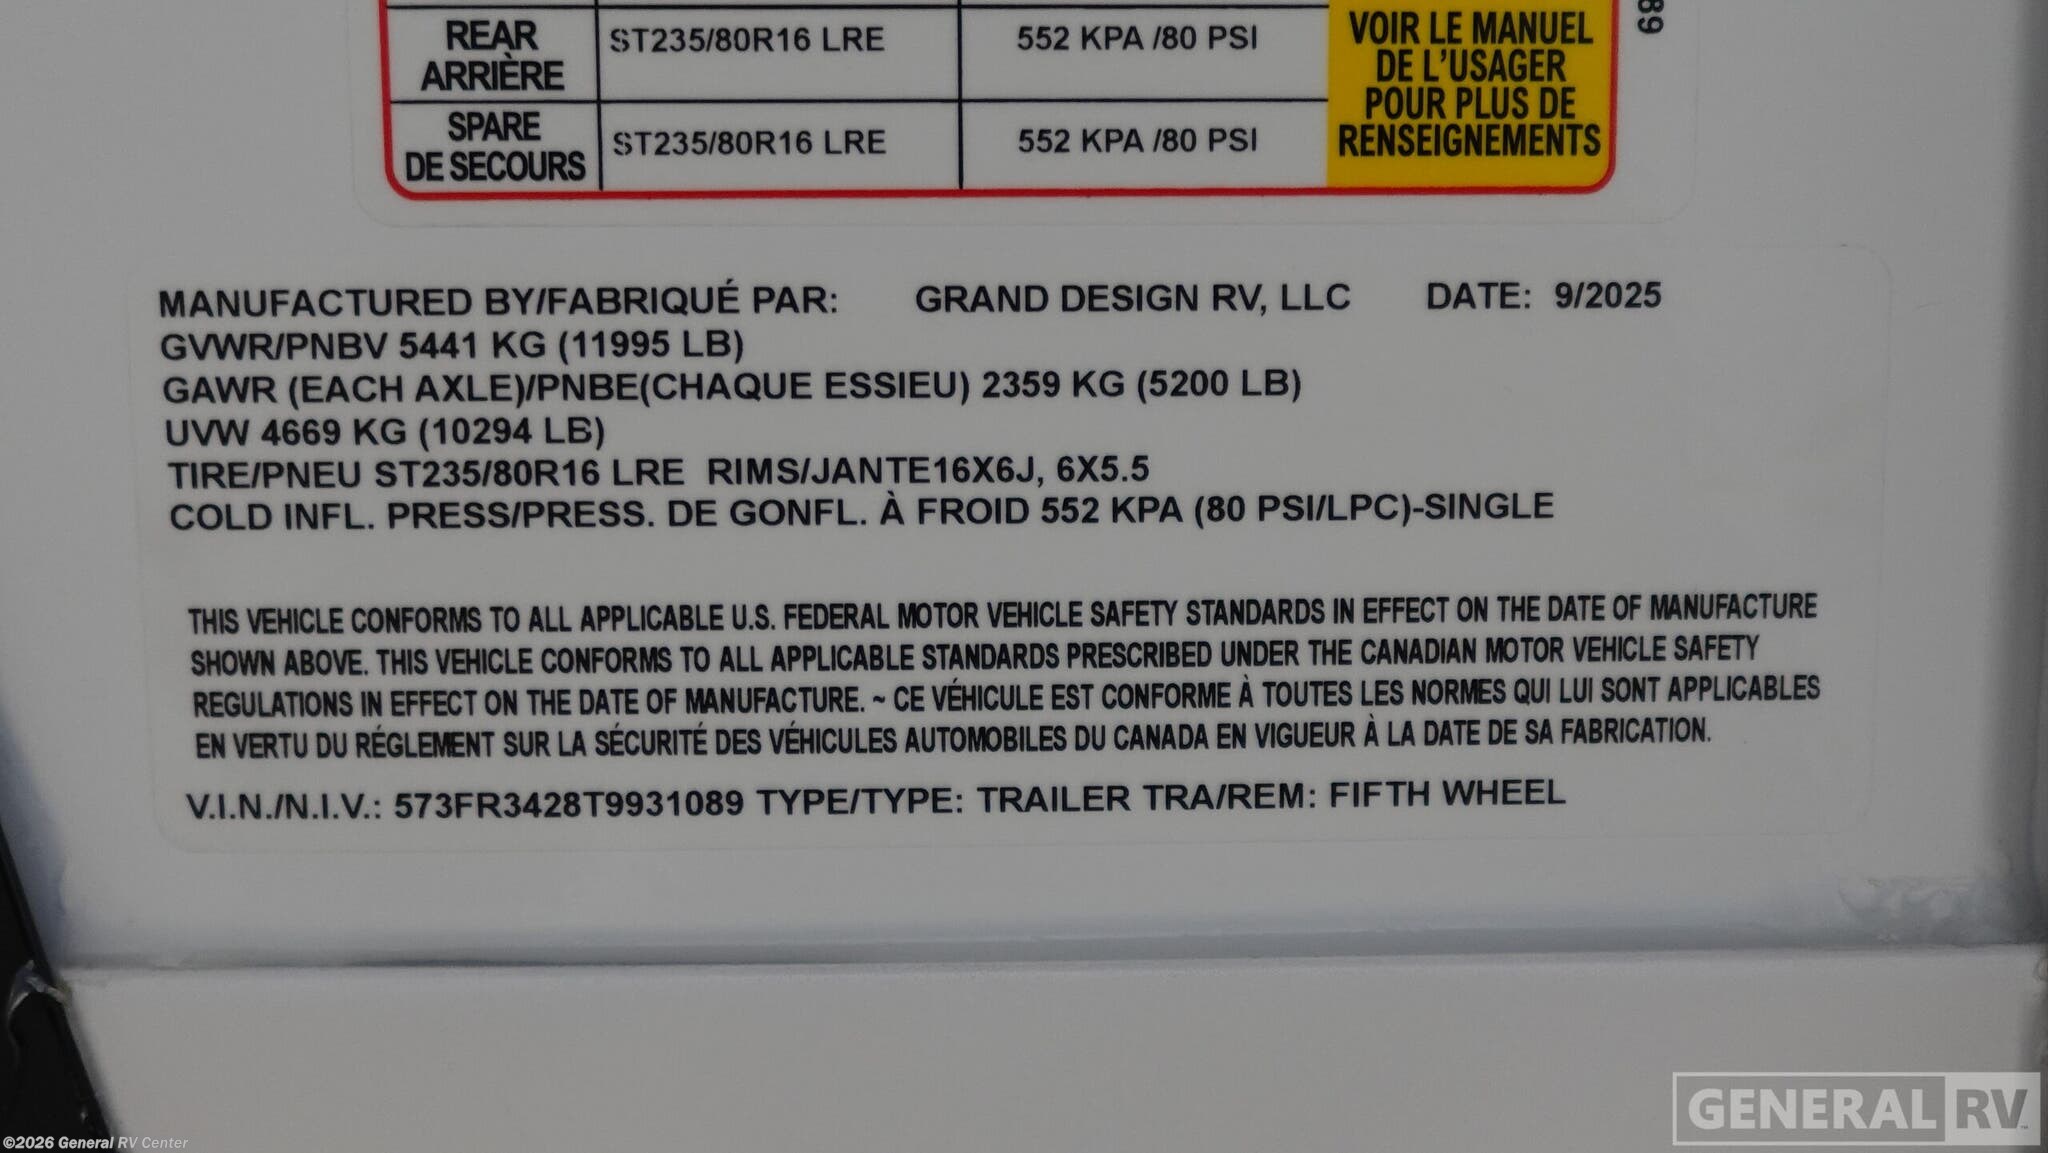 REAR
ARRIÈRE
ST235/80R16 LRE
552 KPA /80 PSI
SPARE
DE SECOURS
ST235/80R16 LRE
552 KPA /80 PSI
VOIR LE MANUEL
DE L'USAGER
POUR PLUS DE
RENSEIGNEMENTS
89
MANUFACTURED BY/FABRIQUÉ PAR: GRAND DESIGN RV, LLC DATE: 9/2025
GVWR/PNBV 5441 KG (11995 LB)
GAWR (EACH AXLE)/PNBE(CHAQUE ESSIEU) 2359 KG (5200 LB)
UVW 4669 KG (10294 LB)
TIRE/PNEU ST235/80R16 LRE RIMS/JANTE16X6J, 6X5.5
COLD INFL. PRESS/PRESS. DE GONFL. À FROID 552 KPA (80 PSI/LPC)-SINGLE
THIS VEHICLE CONFORMS TO ALL APPLICABLE U.S. FEDERAL MOTOR VEHICLE SAFETY STANDARDS IN EFFECT ON THE DATE OF MANUFACTURE
SHOWN ABOVE. THIS VEHICLE CONFORMS TO ALL APPLICABLE STANDARDS PRESCRIBED UNDER THE CANADIAN MOTOR VEHICLE SAFETY
REGULATIONS IN EFFECT ON THE DATE OF MANUFACTURE. ~ CE VÉHICULE EST CONFORME À TOUTES LES NORMES QUI LUI SONT APPLICABLES
EN VERTU DU RÉGLEMENT SUR LA SÉCURITÉ DES VÉHICULES AUTOMOBILES DU CANADA EN VIGUEUR À LA DATE DE SA FABRICATION.
V.I.N./N.I.V.: 573FR3428T9931089 TYPE/TYPE: TRAILER TRA/REM: FIFTH WHEEL
GENERAL RV™
©2026 General RV Center